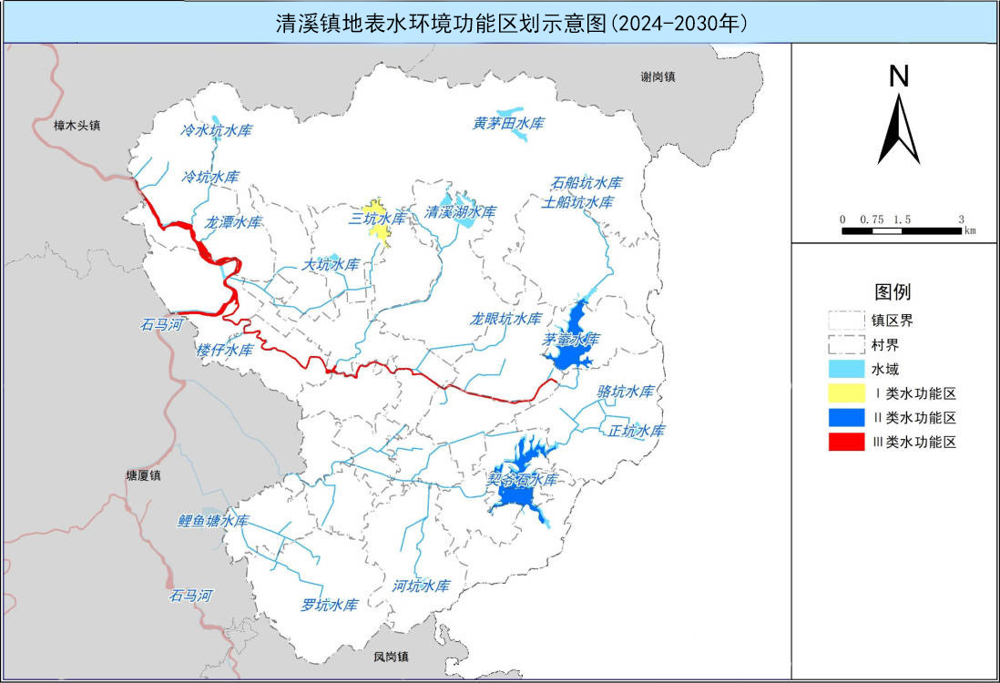 清溪镇地表水环境功能区划示意图(2024-2030年)
谢岗镇
樟木头镇
冷水坑水库
黄茅田水库
冷坑水库
石船坑水库
土船坑水库
龙潭水库
三坑水库
清溪湖水库
大坑水库
石马河
龙眼坑水库
茅輋水库
楼仔水库
骆坑水库
正坑水库
塘厦镇
契爷石水库
鲤鱼塘水库
石马河
罗坑水库
河坑水库
凤岗镇
N
0 0.75 1.5 3
km
图例
镇区界
村界
水域
Ⅰ类水功能区
Ⅱ类水功能区
Ⅲ类水功能区